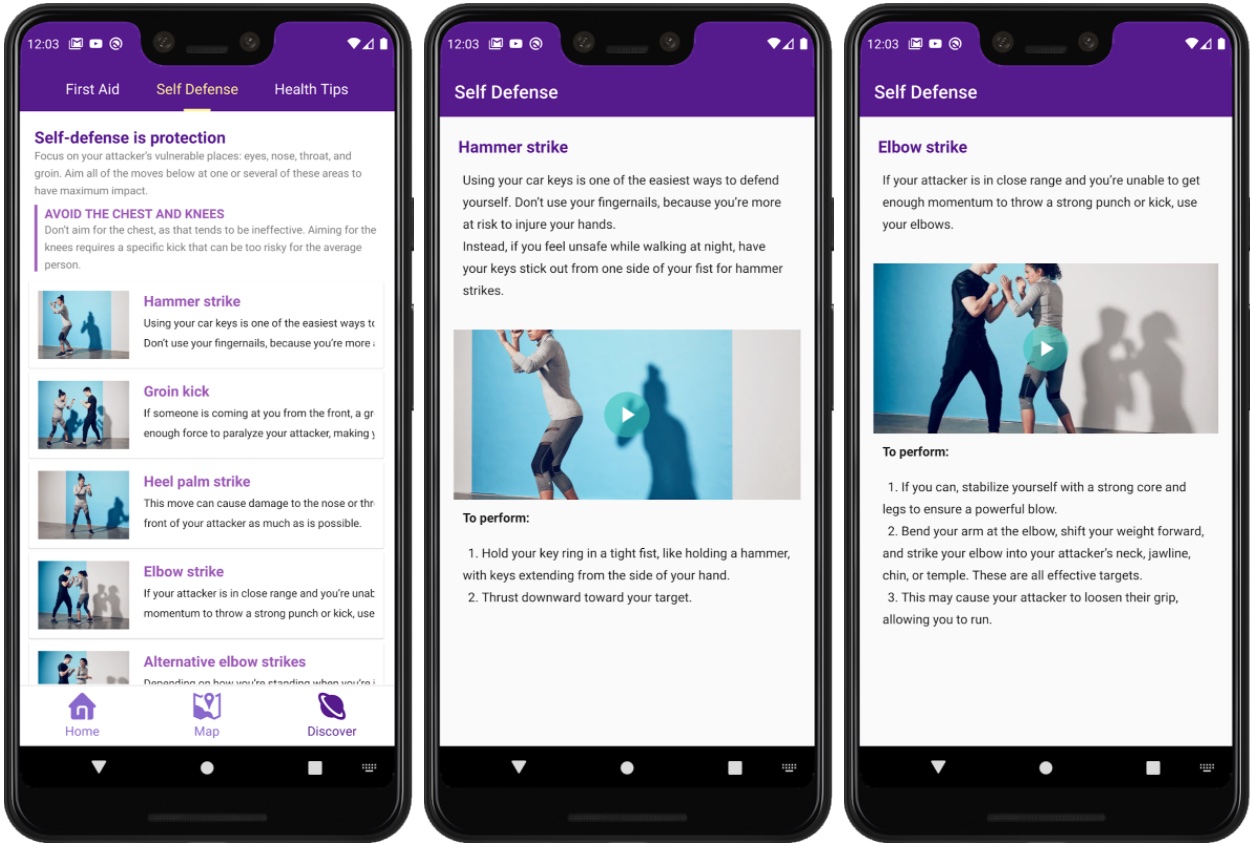 12:03
First Aid Self Defense Health Tips
Self-defense is protection
Focus on your attacker's vulnerable places: eyes, nose, throat, and
groin. Aim all of the moves below at one or several of these areas to
have maximum impact.
AVOID THE CHEST AND KNEES
Don't aim for the chest, as that tends to be ineffective. Aiming for the
knees requires a specific kick that can be too risky for the average
person.
Hammer strike
Using your car keys is one of the easiest ways to
Don't use your fingernails, because you're more
Groin kick
If someone is coming at you from the front, a
enough force to paralyze your attacker, making
Heel palm strike
This move can cause damage to the nose or
front of your attacker as much as is possible.
Elbow strike
If your attacker is in close range and you're
momentum to throw a strong punch or kick, use
Alternative elbow strikes
Depending on how you're standing when you're
Home Map Discover
12:03
Self Defense
Hammer strike
Using your car keys is one of the easiest ways to defend
yourself. Don't use your fingernails, because you're more
at risk to injure your hands.
Instead, if you feel unsafe while walking at night, have
your keys stick out from one side of your fist for hammer
strikes.
To perform:
1. Hold your key ring in a tight fist, like holding a hammer,
with keys extending from the side of your hand.
2. Thrust downward toward your target.
12:03
Self Defense
Elbow strike
If your attacker is in close range and you're unable to get
enough momentum to throw a strong punch or kick, use
your elbows.
To perform:
1. If you can, stabilize yourself with a strong core and
legs to ensure a powerful blow.
2. Bend your arm at the elbow, shift your weight forward,
and strike your elbow into your attacker's neck, jawline,
chin, or temple. These are all effective targets.
3. This may cause your attacker to loosen their grip,
allowing you to run.